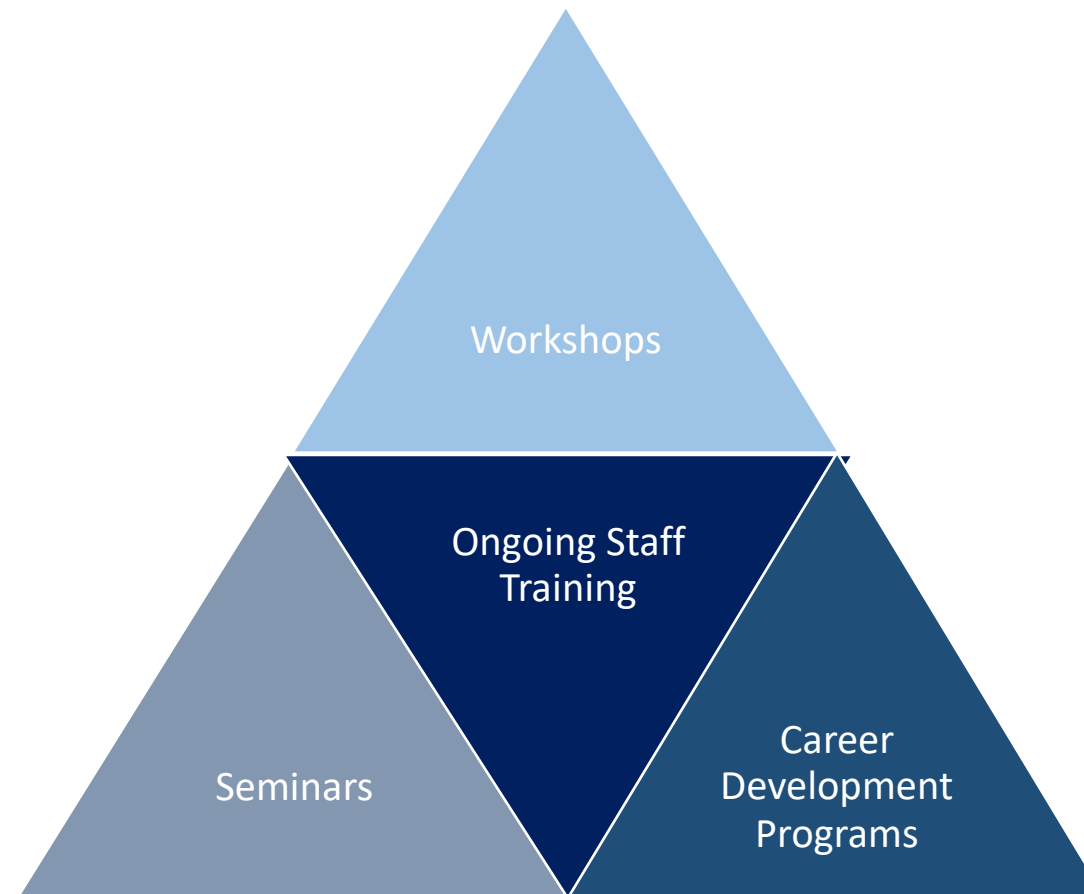 Workshops
Ongoing Staff
Training
Seminars
Career
Development
Programs